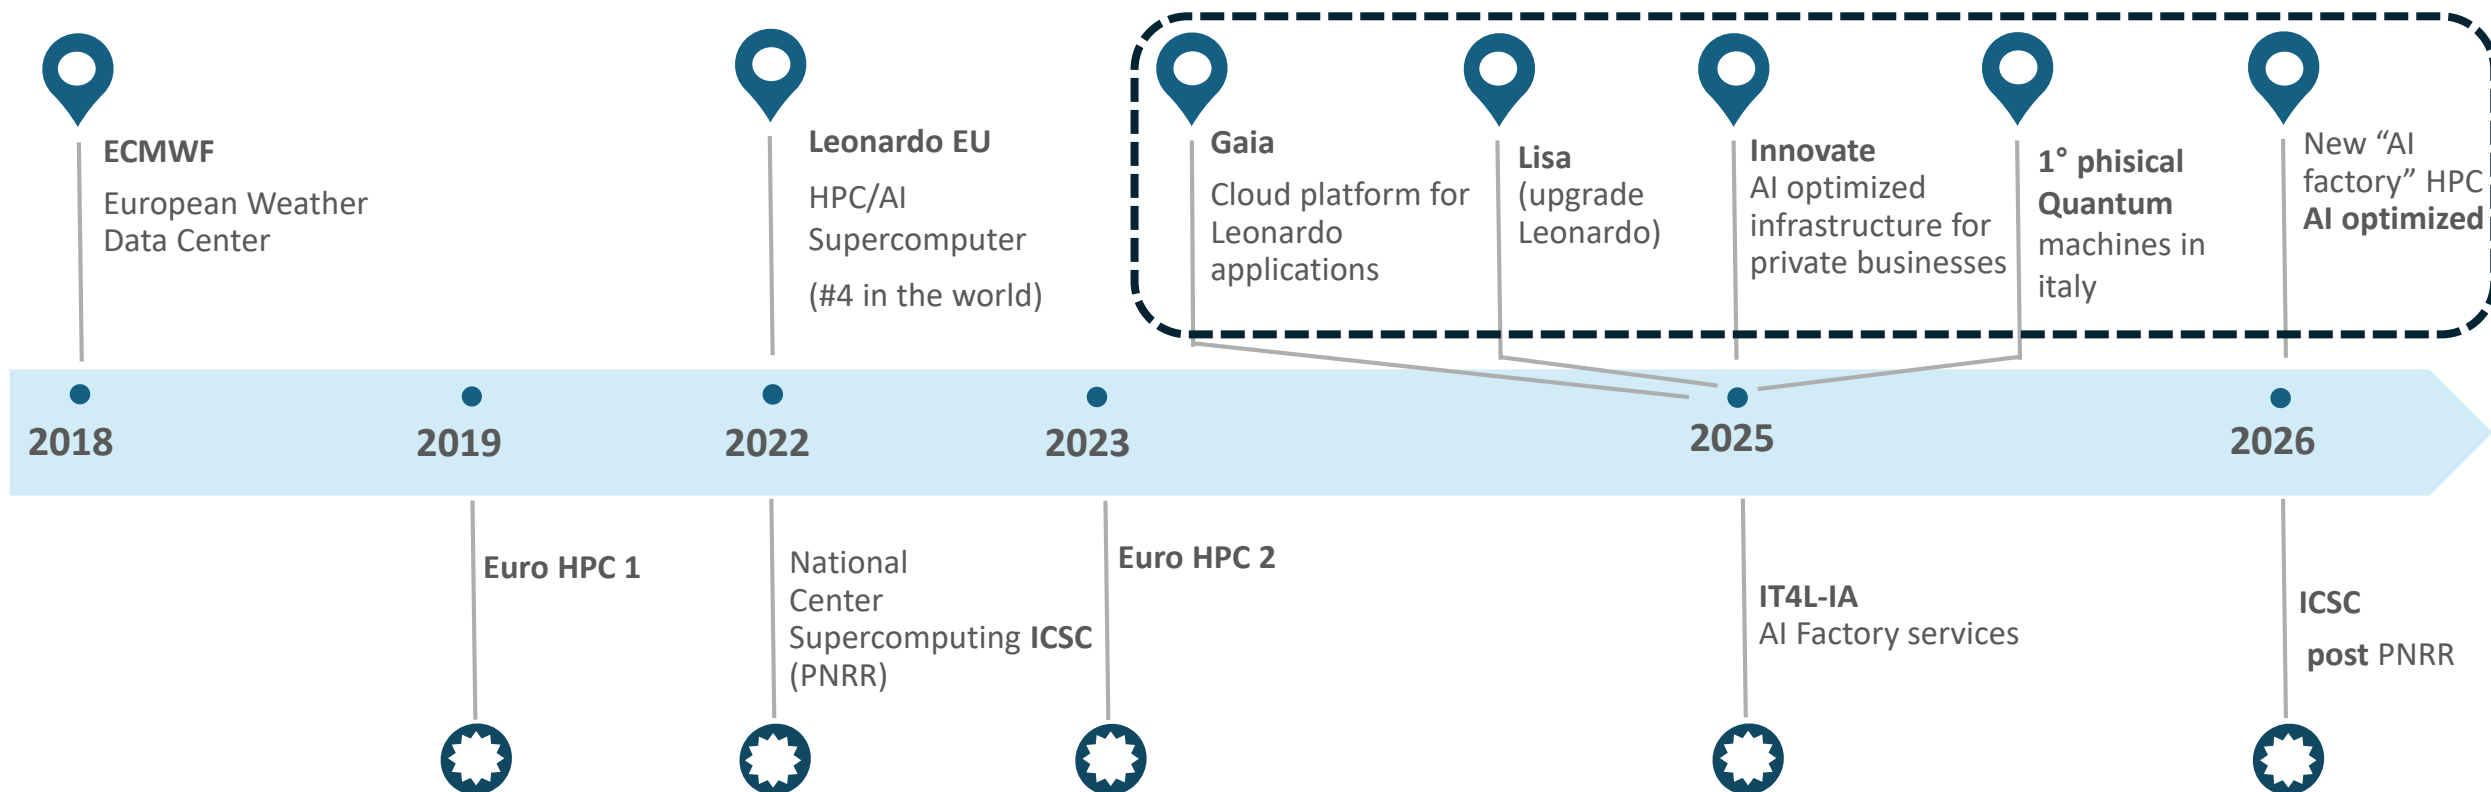 ECMWF
European Weather
Data Center
Leonardo EU
HPC/AI
Supercomputer
(#4 in the world)
Gaia
Cloud platform for
Leonardo
applications
Lisa
(upgrade
Leonardo)
Innovate
AI optimized
infrastructure for
private businesses
1° phisical
Quantum
machines in
italy
New “AI
factory” HPC
AI optimized
2018
2019
2022
2023
2025
2026
Euro HPC 1
National
Center
Supercomputing ICSC
(PNRR)
Euro HPC 2
IT4L-IA
AI Factory services
ICSC
post PNRR